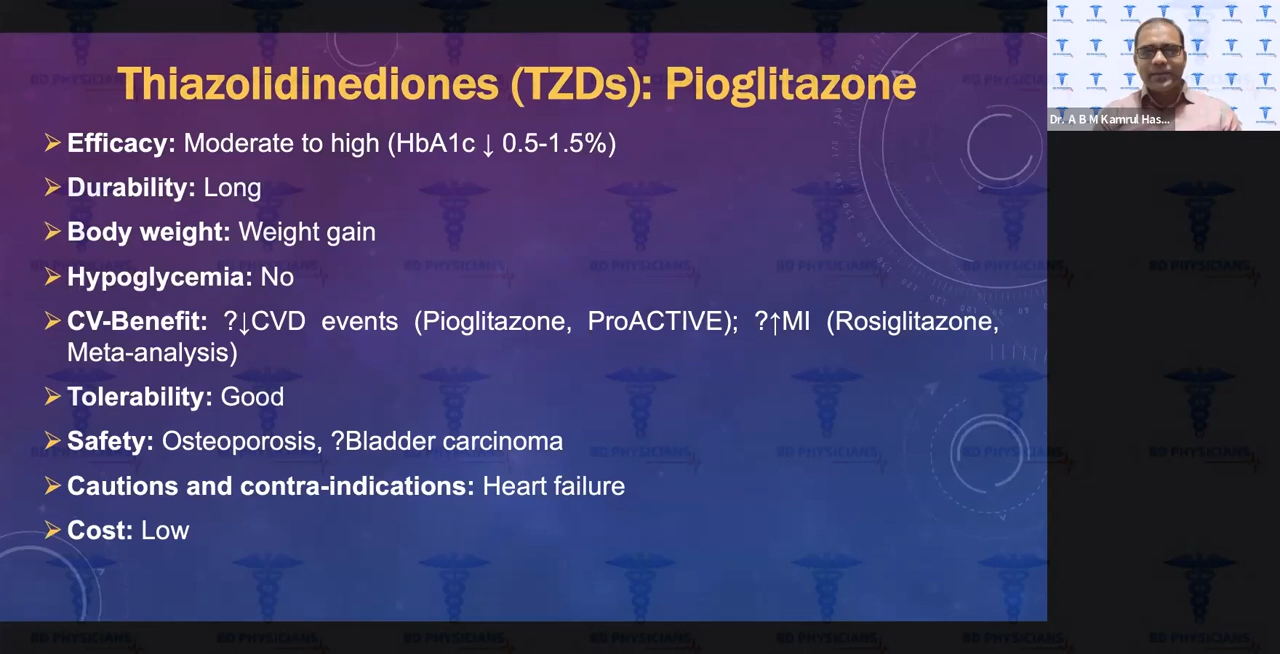 Thiazolidinediones (TZDs): Pioglitazone
Efficacy: Moderate to high (HbA1c ↓ 0.5-1.5%)
Durability: Long
Body weight: Weight gain
Hypoglycemia: No
CV-Benefit: ?↓CVD events (Pioglitazone, ProACTIVE); ?↑MI (Rosiglitazone,
Meta-analysis)
Tolerability: Good
Safety: Osteoporosis, ?Bladder carcinoma
Cautions and contra-indications: Heart failure
Cost: Low
Dr. A B M Kamrul Has...
BD PHYSICIANS